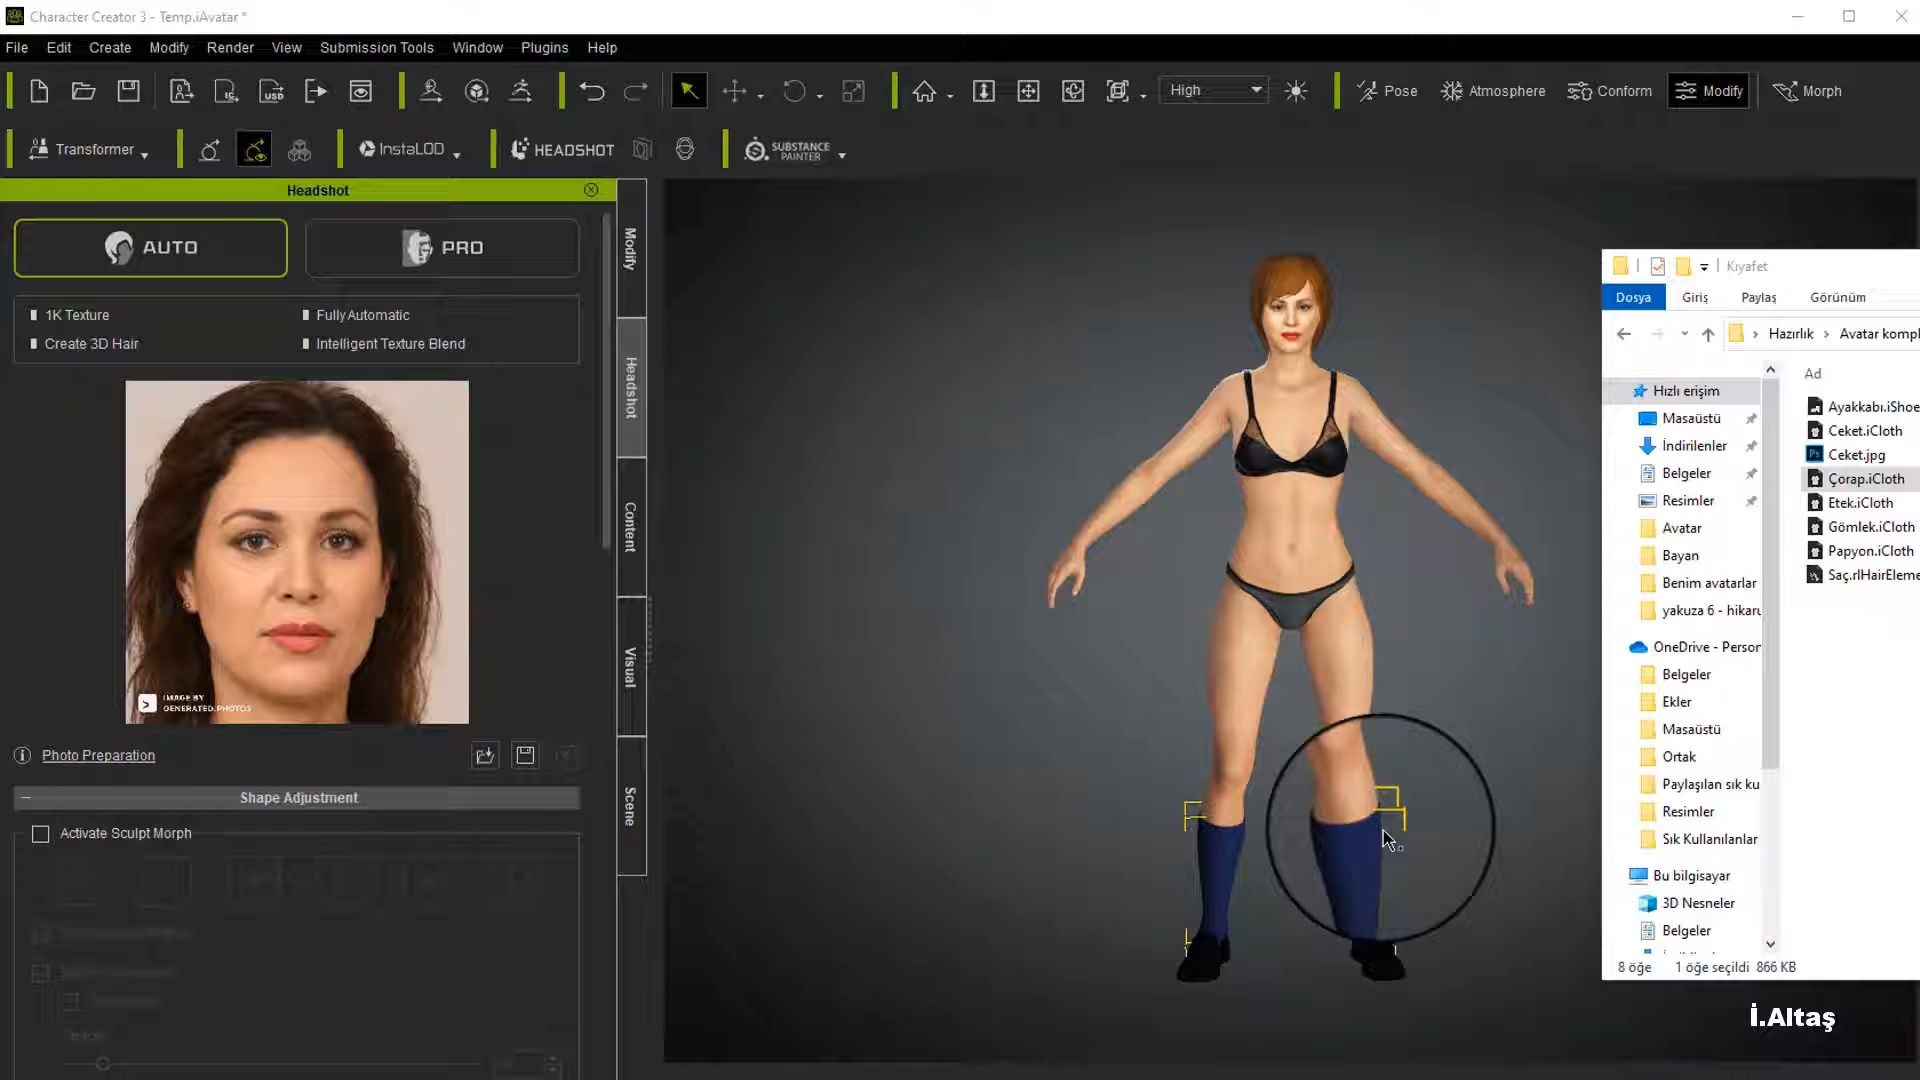 Character Creator 3 - Temp.iAvatar *
File Edit Create Modify Render View Submission Tools Window Plugins Help
High
Pose Atmosphere Conform Modify Morph
Transformer InstaLOD HEADSHOT SUBSTANCE PAINTER
Headshot
AUTO PRO
1K Texture Fully Automatic
Create 3D Hair Intelligent Texture Blend
IMAGE BY
GENERATED.PHOTOS
Photo Preparation
Shape Adjustment
Activate Sculpt Morph
Modify
Headshot
Content
Visual
Scene
Kıyafet
Dosya Giriş Paylaş Görünüm
Hazırlık Avatar kompl
Hızlı erişim
Masaüstü
İndirilenler
Belgeler
Resimler
Avatar
Bayan
Benim avatarlar
yakuza 6 - hikaru
OneDrive - Person
Belgeler
Ekler
Masaüstü
Ortak
Paylaşılan sık ku
Resimler
Sık Kullanılanlar
Bu bilgisayar
3D Nesneler
Belgeler
Ad
Ayakkabı.iShoe
Ceket.iCloth
Ceket.jpg
Çorap.iCloth
Etek.iCloth
Gömlek.iCloth
Papyon.iCloth
Saç.rlHairEleme
8 öğe 1 öğe seçildi 866 KB
İ.Altaş